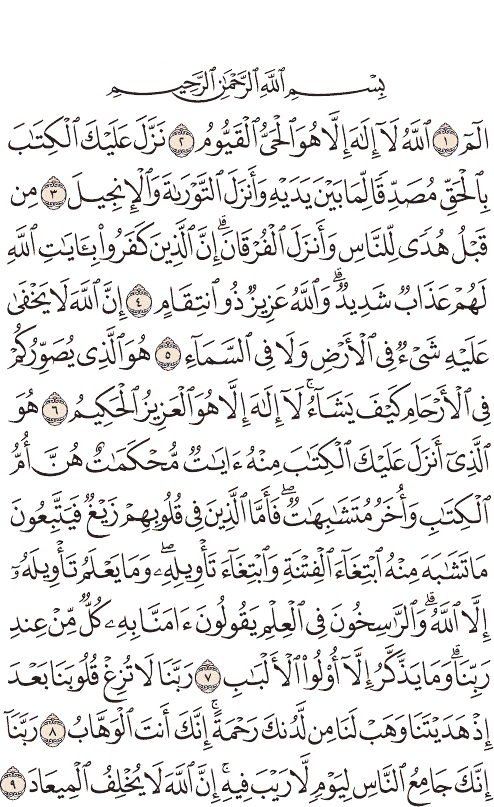 بِسْمِ ٱللَّهِ ٱلرَّحْمَٰنِ ٱلرَّحِيمِ
الٓمٓ ١ ٱللَّهُ لَآ إِلَٰهَ إِلَّا هُوَ ٱلْحَىُّ ٱلْقَيُّومُ ٢ نَزَّلَ عَلَيْكَ ٱلْكِتَٰبَ
بِٱلْحَقِّ مُصَدِّقًا لِّمَا بَيْنَ يَدَيْهِ وَأَنزَلَ ٱلتَّوْرَىٰةَ وَٱلْإِنجِيلَ ٣ مِن
قَبْلُ هُدًى لِّلنَّاسِ وَأَنزَلَ ٱلْفُرْقَانَ ۗ إِنَّ ٱلَّذِينَ كَفَرُوا۟ بِـَٔايَٰتِ ٱللَّهِ
لَهُمْ عَذَابٌ شَدِيدٌ ۗ وَٱللَّهُ عَزِيزٌ ذُو ٱنتِقَامٍ ٤ إِنَّ ٱللَّهَ لَا يَخْفَىٰ
عَلَيْهِ شَىْءٌ فِى ٱلْأَرْضِ وَلَا فِى ٱلسَّمَآءِ ٥ هُوَ ٱلَّذِى يُصَوِّرُكُمْ
فِى ٱلْأَرْحَامِ كَيْفَ يَشَآءُ ۚ لَآ إِلَٰهَ إِلَّا هُوَ ٱلْعَزِيزُ ٱلْحَكِيمُ ٦ هُوَ
ٱلَّذِىٓ أَنزَلَ عَلَيْكَ ٱلْكِتَٰبَ مِنْهُ ءَايَٰتٌ مُّحْكَمَٰتٌ هُنَّ أُمُّ
ٱلْكِتَٰبِ وَأُخَرُ مُتَشَٰبِهَٰتٌ ۖ فَأَمَّا ٱلَّذِينَ فِى قُلُوبِهِمْ زَيْغٌ فَيَتَّبِعُونَ
مَا تَشَٰبَهَ مِنْهُ ٱبْتِغَآءَ ٱلْفِتْنَةِ وَٱبْتِغَآءَ تَأْوِيلِهِۦ ۖ وَمَا يَعْلَمُ تَأْوِيلَهُۥٓ
إِلَّا ٱللَّهُ ۗ وَٱلرَّٰسِخُونَ فِى ٱلْعِلْمِ يَقُولُونَ ءَامَنَّا بِهِۦ كُلٌّ مِّنْ عِندِ
رَبِّنَا ۗ وَمَا يَذَّكَّرُ إِلَّآ أُو۟لُوا۟ ٱلْأَلْبَٰبِ ٧ رَبَّنَا لَا تُزِغْ قُلُوبَنَا بَعْدَ
إِذْ هَدَيْتَنَا وَهَبْ لَنَا مِن لَّدُنكَ رَحْمَةً ۚ إِنَّكَ أَنتَ ٱلْوَهَّابُ ٨ رَبَّنَآ
إِنَّكَ جَامِعُ ٱلنَّاسِ لِيَوْمٍ لَّا رَيْبَ فِيهِ ۚ إِنَّ ٱللَّهَ لَا يُخْلِفُ ٱلْمِيعَادَ ٩